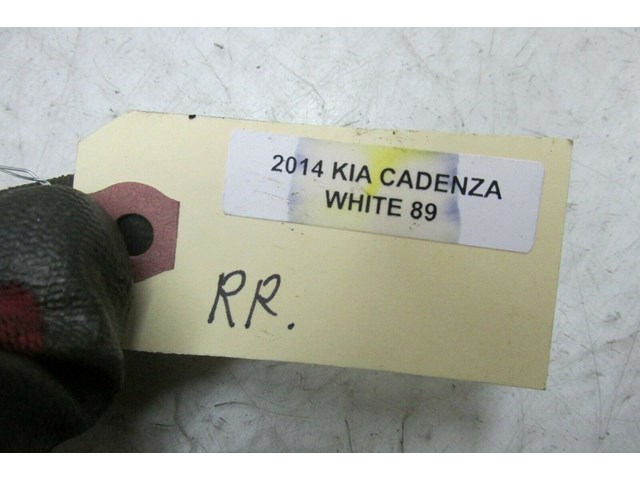 2014 KIA CADENZA
WHITE 89
RR.